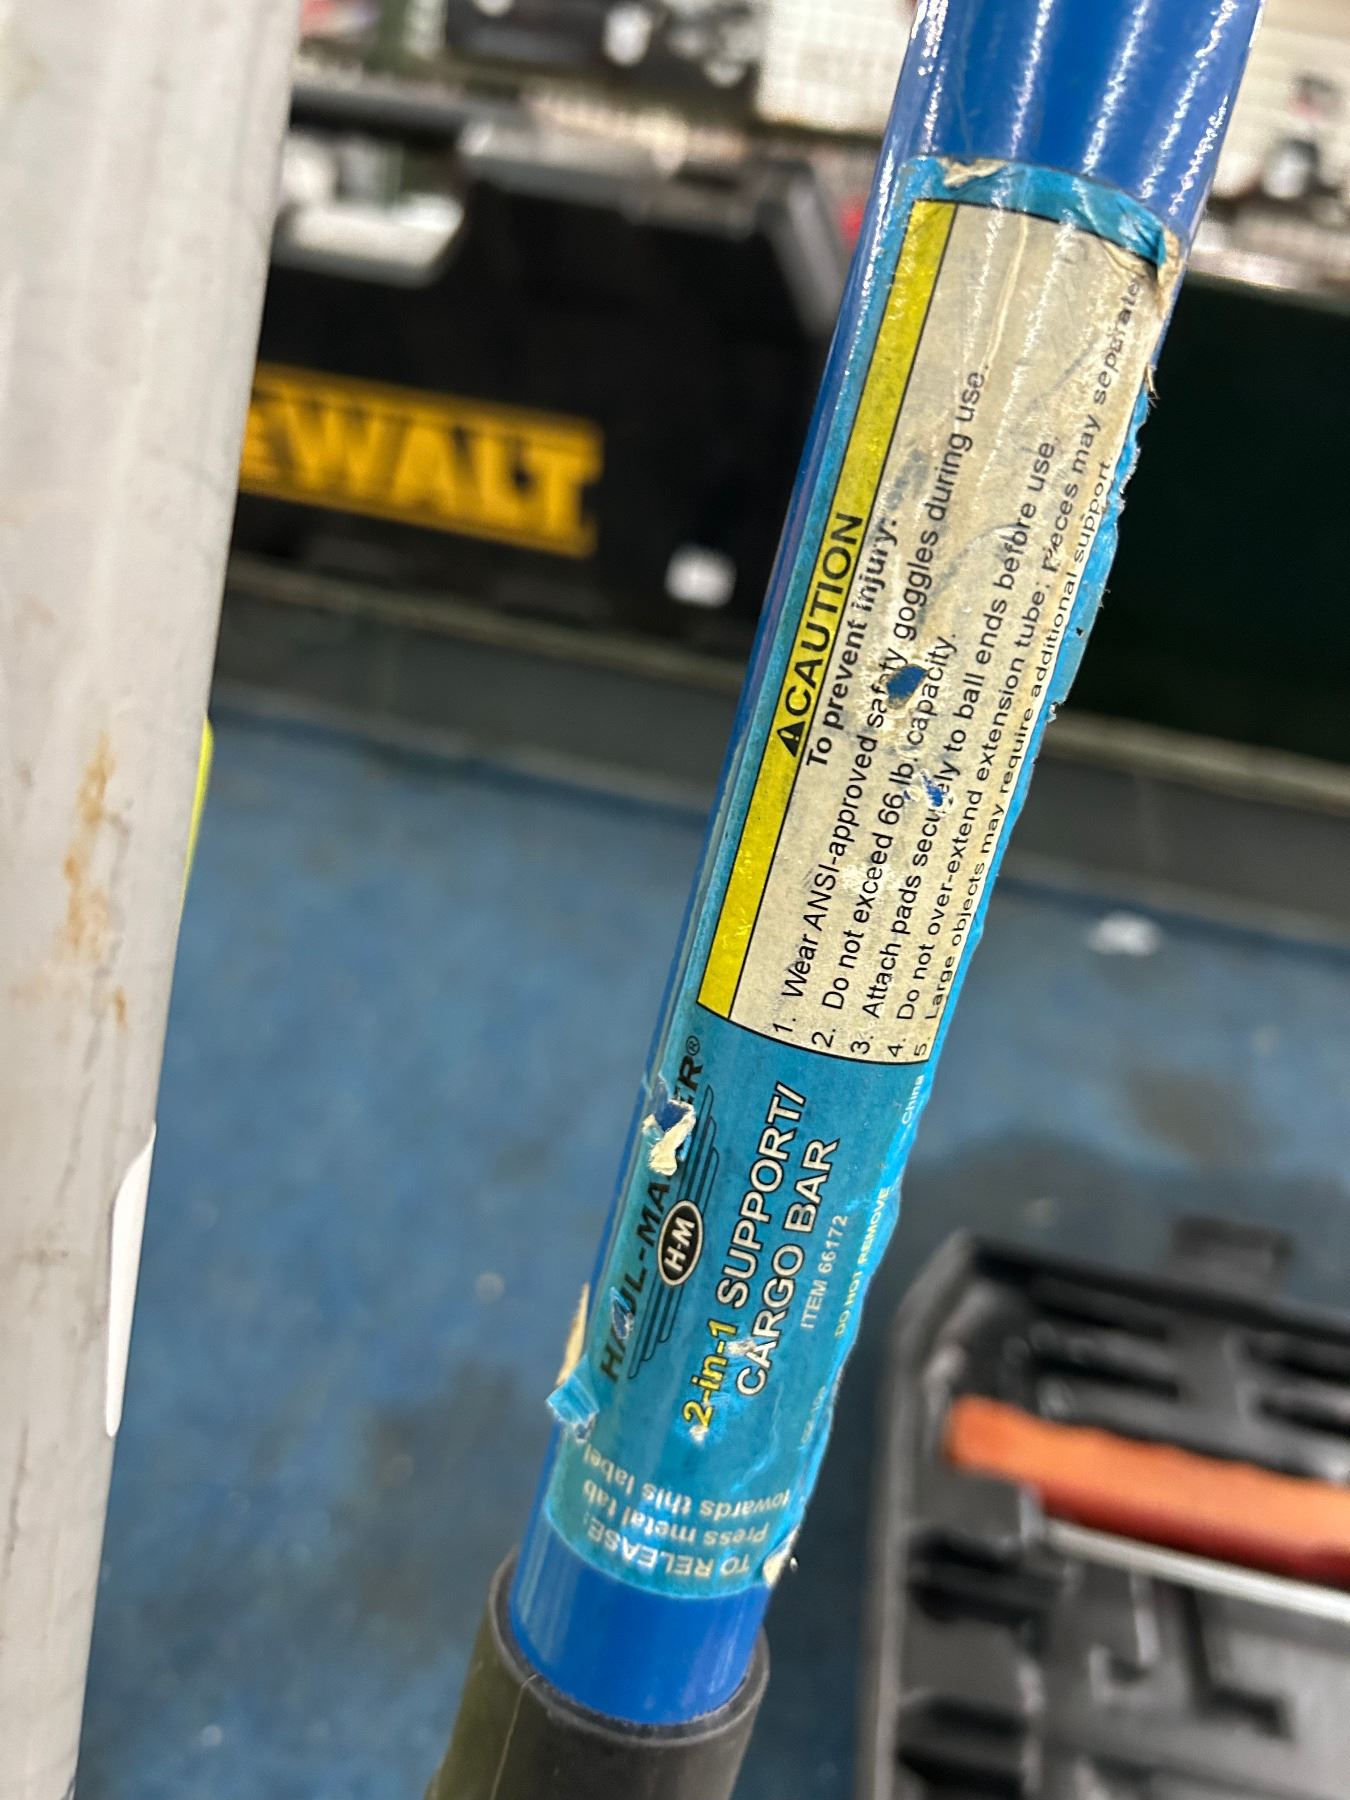 DEWALT
⚠CAUTION
To prevent injury:
1. Wear ANSI-approved safety goggles during use.
2. Do not exceed 66 lb. capacity.
3. Attach pads securely to ball ends before use.
4. Do not over-extend extension tube: Pieces may separate
5. Large objects may require additional support.
HAUL-MASTER®
H-M
2-in-1 SUPPORT/
CARGO BAR
ITEM 66172
DO NOT REMOVE
China
TO RELEASE:
Press metal tab
towards this label